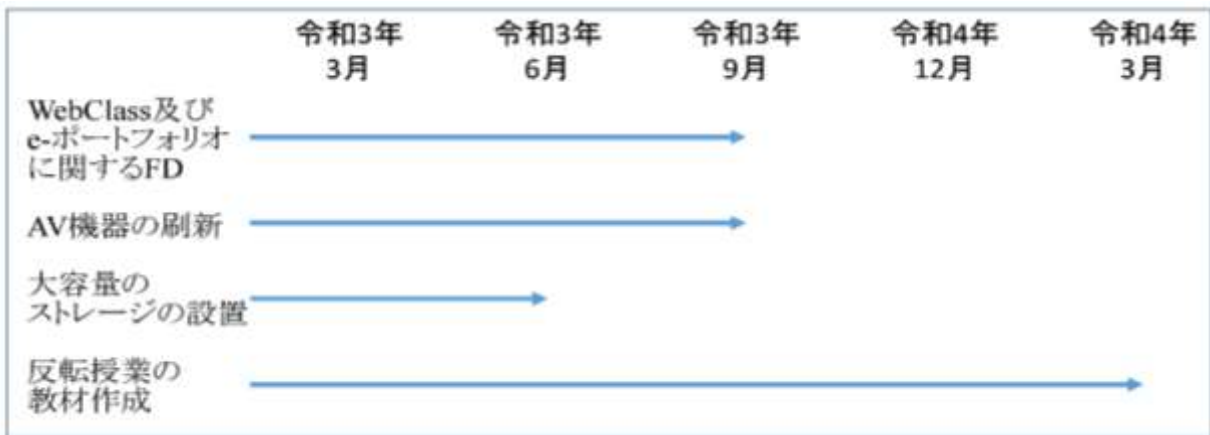 令和3年 令和3年 令和3年 令和4年 令和4年
3月 6月 9月 12月 3月
WebClass及び
e-ポートフォリオ
に関するFD
AV機器の刷新
大容量の
ストレージの設置
反転授業の
教材作成